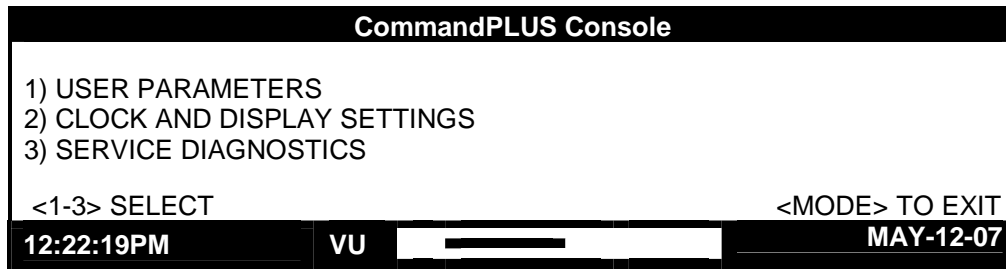 CommandPLUS Console
1) USER PARAMETERS
2) CLOCK AND DISPLAY SETTINGS
3) SERVICE DIAGNOSTICS
<1-3> SELECT <MODE> TO EXIT
12:22:19PM VU MAY-12-07